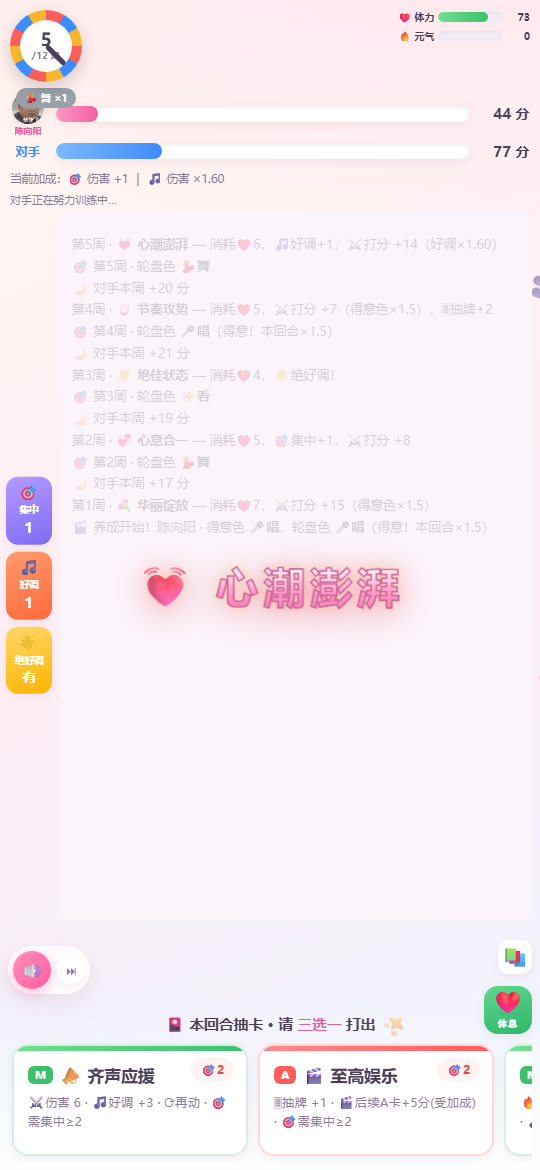 5
/12
体力 73
元气 0
舞 ×1
陈向阳
44 分
对手
77 分
当前加成: 伤害 +1 | 伤害 ×1.60
对手正在努力训练中...
第5周 · 心潮澎湃 — 消耗 6, 好调+1, 打分 +14（好调×1.5）
第5周 · 轮盘色 舞
对手本周 +20 分
第4周 · 节奏攻势 — 消耗 5, 打分 +7（得意色×1.5）, 抽牌+2
第4周 · 轮盘色 唱（得意！本回合×1.5）
对手本周 +21 分
第3周 · 绝佳状态 — 消耗 4, 绝好调！
第3周 · 轮盘色
对手本周 +19 分
第2周 · 心意合一 — 消耗 5, 集中+1, 打分 +8
第2周 · 轮盘色 舞
对手本周 +17 分
第1周 · 华丽绽放 — 消耗 7, 打分 +15（得意色×1.5）
养成开始！陈向阳 · 得意色 唱，轮盘色 唱（得意！本回合×1.5）
心潮澎湃
集中
1
好调
1
绝好调
有
休息
本回合抽卡 • 请 三选一 打出
M 齐声应援 2
伤害 6 · 好调 +3 · 再动 ·
需集中≥2
A 至高娱乐 2
抽牌 +1 · 后续A卡+5分(受加成)
· 需集中≥2